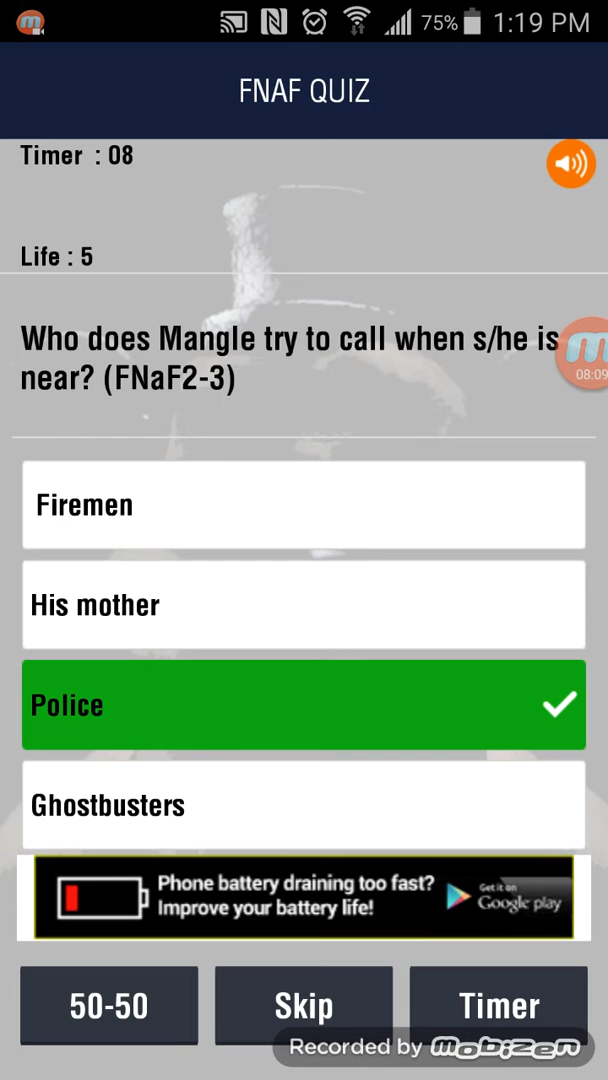 75% 1:19 PM
FNAF QUIZ
Timer : 08
Life : 5
Who does Mangle try to call when s/he is
near? (FNaF2-3)
08:09
Firemen
His mother
Police
Ghostbusters
Phone battery draining too fast?
Improve your battery life!
Get it on
Google play
50-50
Skip
Timer
Recorded by mobizen